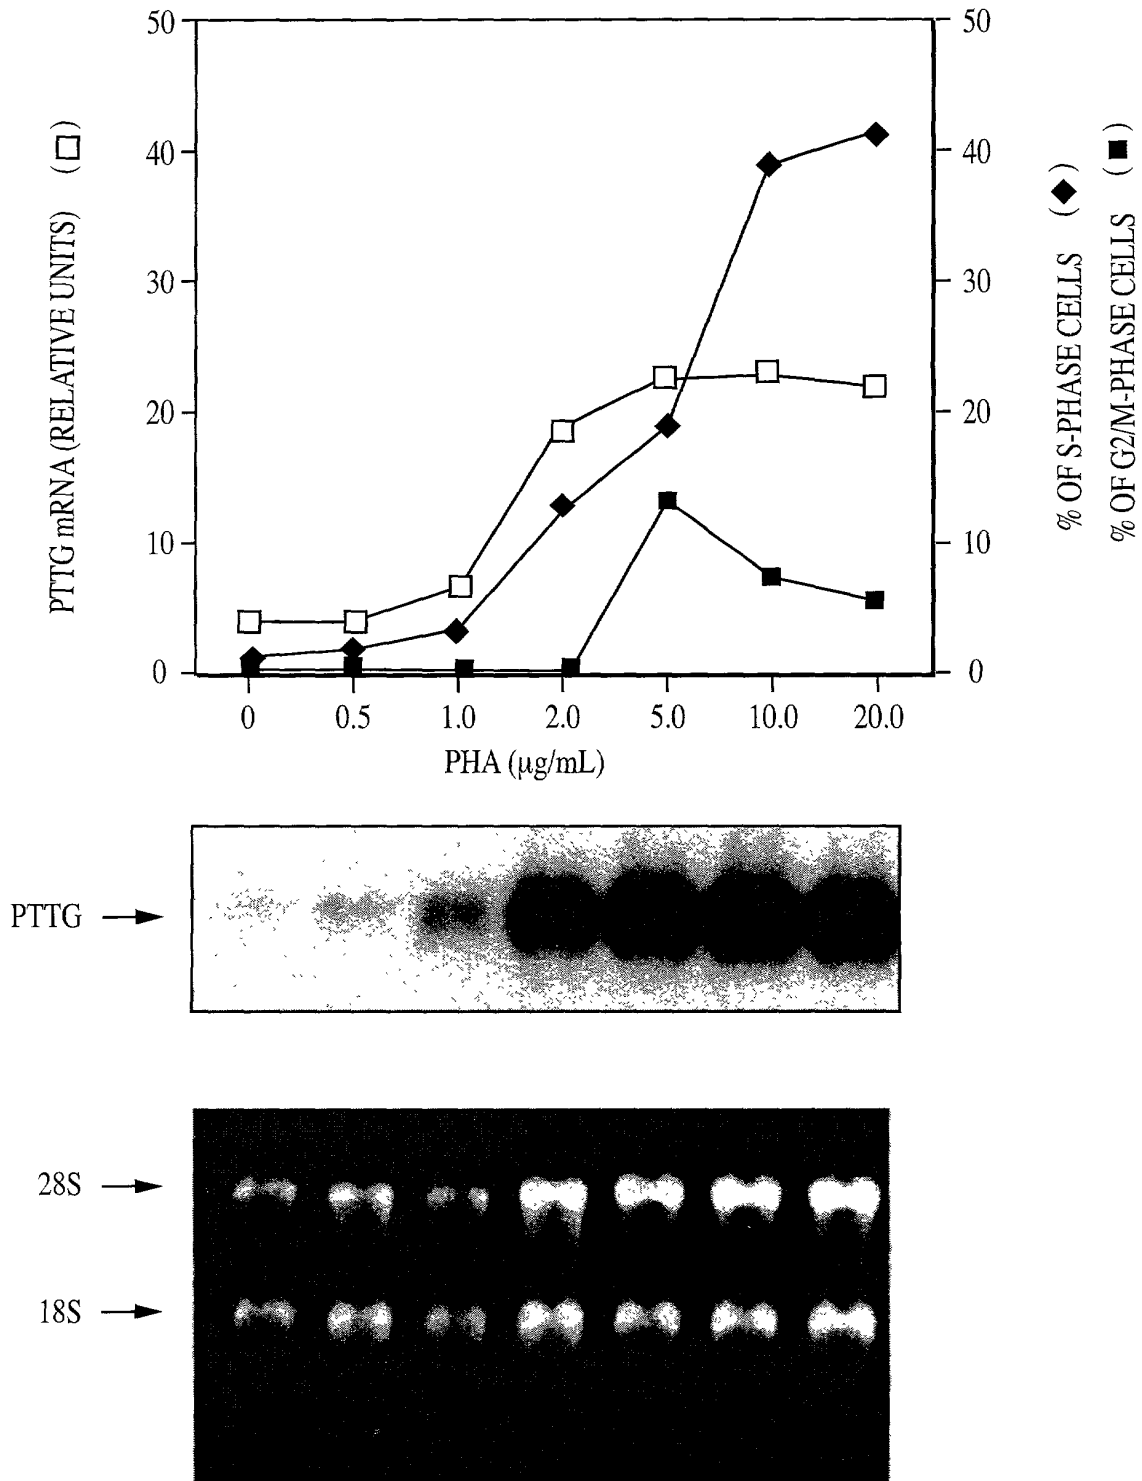 50
40
30
20
10
0
PTTG mRNA (RELATIVE UNITS) (□)
50
40
30
20
10
0
% OF S-PHASE CELLS (◆)
% OF G2/M-PHASE CELLS (■)
0 0.5 1.0 2.0 5.0 10.0 20.0
PHA (µg/mL)
PTTG
28S
18S